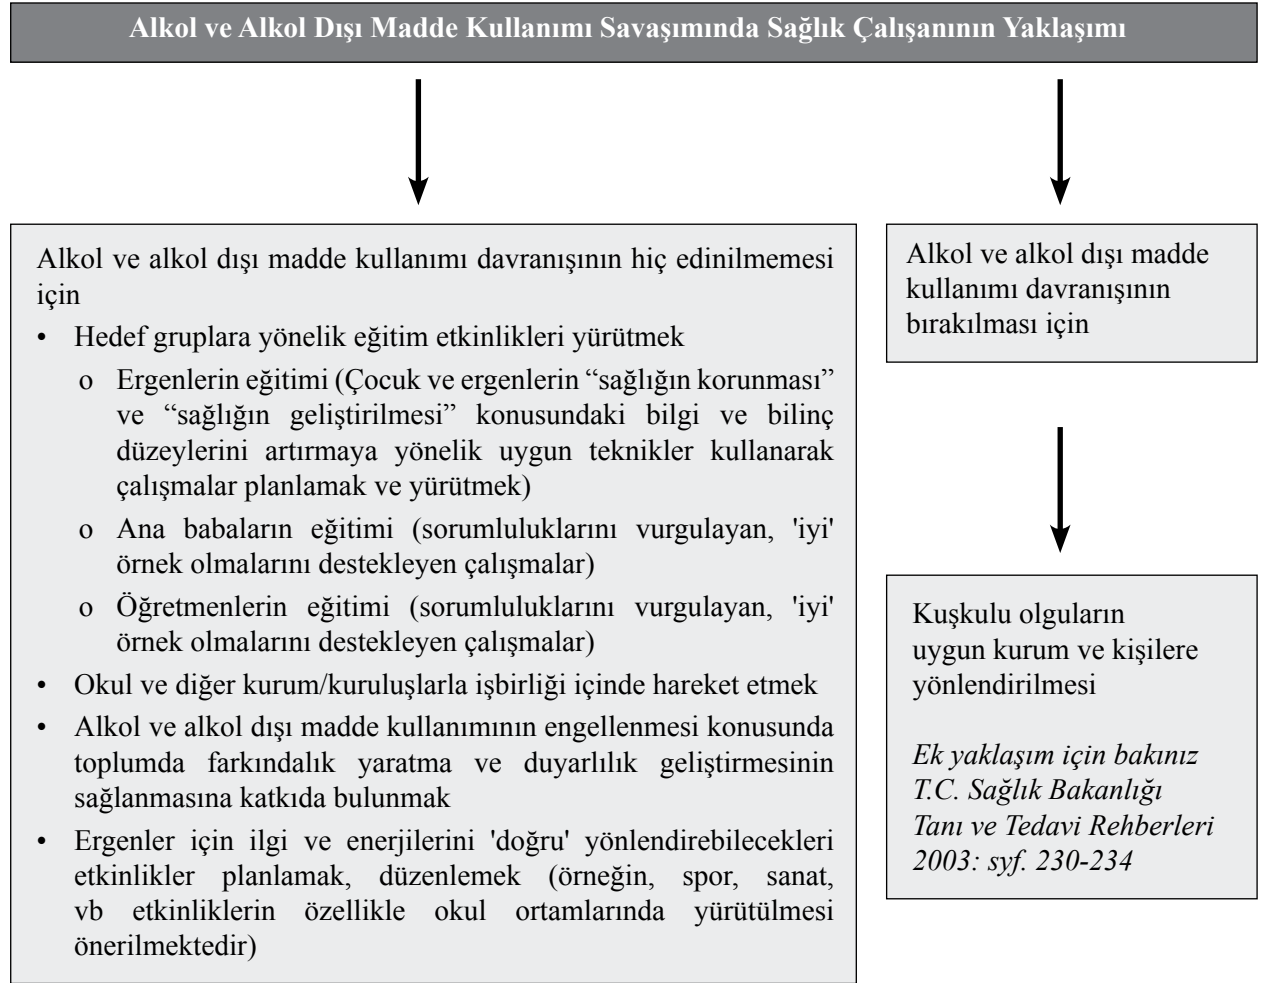 Alkol ve Alkol Dışı Madde Kullanımı Savaşımında Sağlık Çalışanının Yaklaşımı
Alkol ve alkol dışı madde kullanımı davranışının hiç edinilmemesi
için
• Hedef gruplara yönelik eğitim etkinlikleri yürütmek
o Ergenlerin eğitimi (Çocuk ve ergenlerin “sağlığın korunması”
ve “sağlığın geliştirilmesi” konusundaki bilgi ve bilinç
düzeylerini artırmaya yönelik uygun teknikler kullanarak
çalışmalar planlamak ve yürütmek)
o Ana babaların eğitimi (sorumluluklarını vurgulayan, 'iyi'
örnek olmalarını destekleyen çalışmalar)
o Öğretmenlerin eğitimi (sorumluluklarını vurgulayan, 'iyi'
örnek olmalarını destekleyen çalışmalar)
• Okul ve diğer kurum/kuruluşlarla işbirliği içinde hareket etmek
• Alkol ve alkol dışı madde kullanımının engellenmesi konusunda
toplumda farkındalık yaratma ve duyarlılık geliştirmesinin
sağlanmasına katkıda bulunmak
• Ergenler için ilgi ve enerjilerini 'doğru' yönlendirebilecekleri
etkinlikler planlamak, düzenlemek (örneğin, spor, sanat,
vb etkinliklerin özellikle okul ortamlarında yürütülmesi
önerilmektedir)
Alkol ve alkol dışı madde
kullanımı davranışının
bırakılması için
Kuşkulu olguların
uygun kurum ve kişilere
yönlendirilmesi
Ek yaklaşım için bakınız
T.C. Sağlık Bakanlığı
Tanı ve Tedavi Rehberleri
2003: syf. 230-234